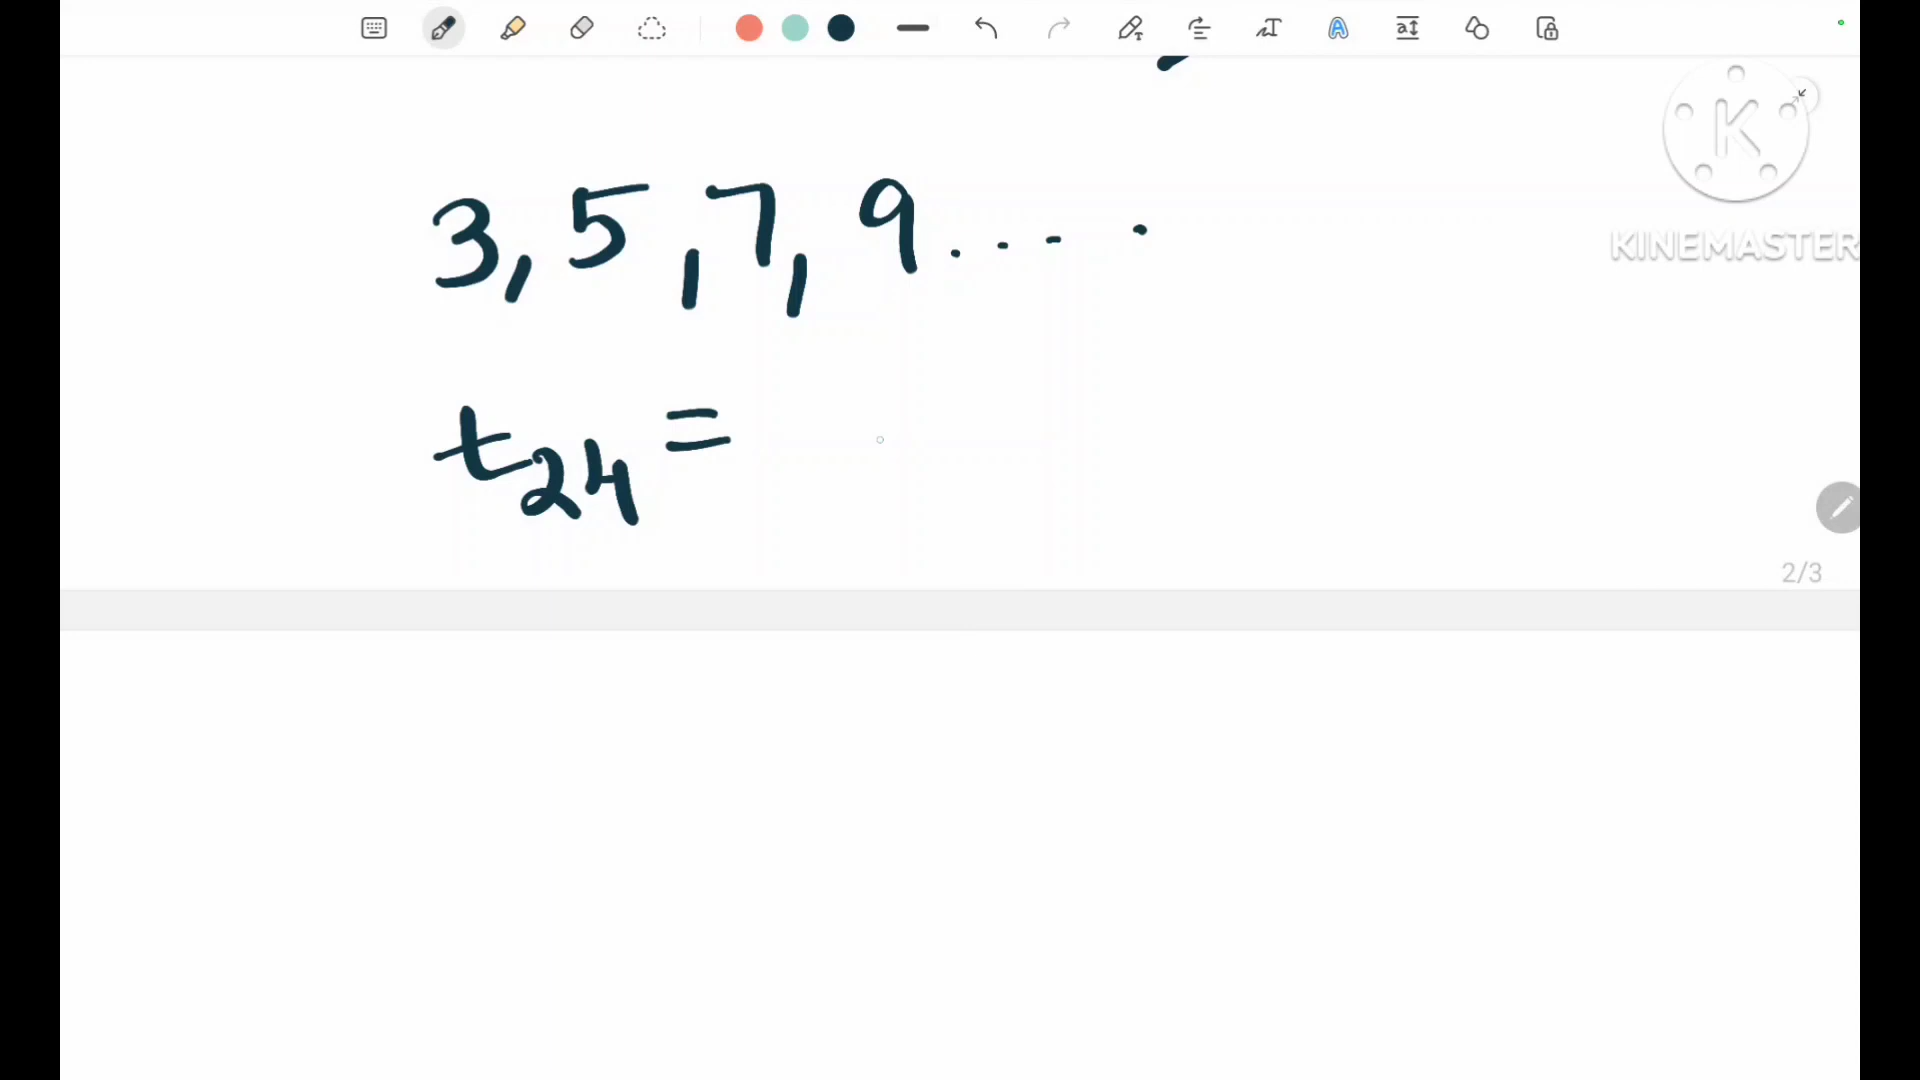 KINEMASTER
3, 5, 7, 9.... .
t₂₄ =
2/3